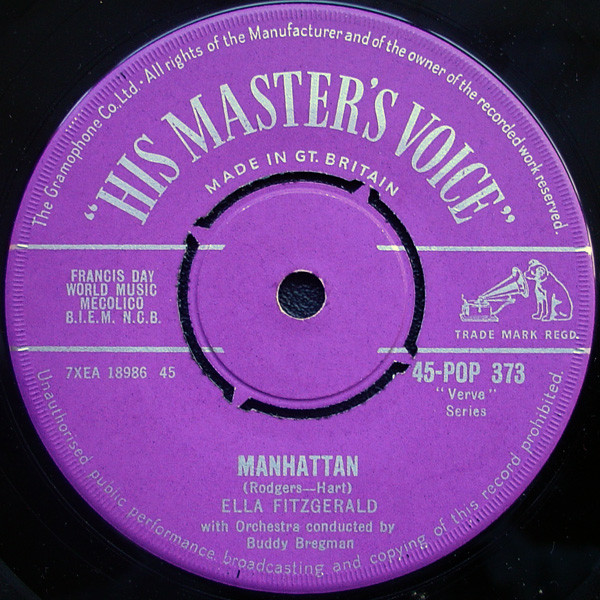 The Gramophone Co., Ltd · All rights of the Manufacturer and of the owner of the recorded work reserved.
"HIS MASTER'S VOICE"
MADE IN GT. BRITAIN
FRANCIS DAY
WORLD MUSIC
MECOLICO
B.I.E.M. N.C.B.
TRADE MARK REGD.
7XEA 18986 45
45-POP 373
"Verve"
Series
MANHATTAN
(Rodgers—Hart)
ELLA FITZGERALD
with Orchestra conducted by
Buddy Bregman
Unauthorised public performance, broadcasting and copying of this record prohibited.